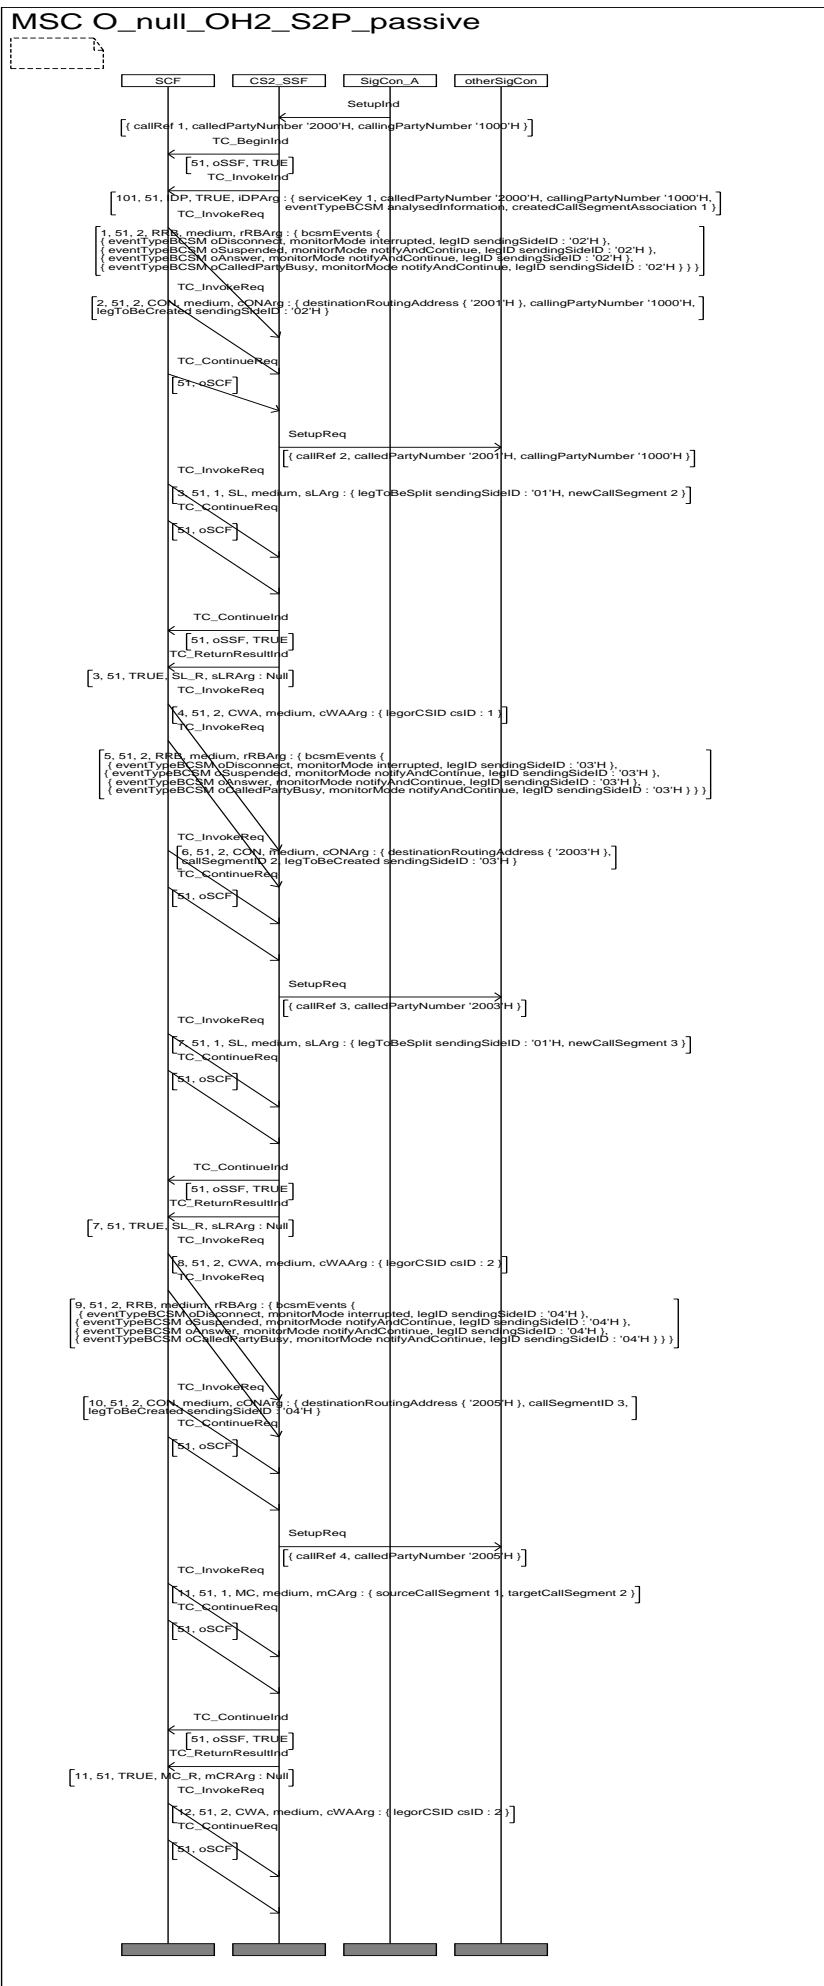 MSC O_null_OH2_S2P_passive
SCF
CS2_SSF
SigCon_A
otherSigCon
SetupInd
{ callRef 1, calledPartyNumber '2000'H, callingPartyNumber '1000'H }
TC_BeginInd
51, oSSF, TRUE
TC_InvokeInd
101, 51, IDP, TRUE, iDPArg : { serviceKey 1, calledPartyNumber '2000'H, callingPartyNumber '1000'H,
eventTypeBCSM analysedInformation, createdCallSegmentAssociation 1 }
TC_InvokeReq
1, 51, 2, RRB, medium, rRBArg : { bcsmEvents {
{ eventTypeBCSM oDisconnect, monitorMode interrupted, legID sendingSideID : '02'H },
{ eventTypeBCSM oSuspended, monitorMode notifyAndContinue, legID sendingSideID : '02'H },
{ eventTypeBCSM oAnswer, monitorMode notifyAndContinue, legID sendingSideID : '02'H },
{ eventTypeBCSM oCalledPartyBusy, monitorMode notifyAndContinue, legID sendingSideID : '02'H } } }
TC_InvokeReq
2, 51, 2, CON, medium, cONArg : { destinationRoutingAddress { '2001'H }, callingPartyNumber '1000'H,
legToBeCreated sendingSideID : '02'H }
TC_ContinueReq
51, oSCF
SetupReq
{ callRef 2, calledPartyNumber '2001'H, callingPartyNumber '1000'H }
TC_InvokeReq
3, 51, 1, SL, medium, sLArg : { legToBeSplit sendingSideID : '01'H, newCallSegment 2 }
TC_ContinueReq
51, oSCF
TC_ContinueInd
51, oSSF, TRUE
TC_ReturnResultInd
3, 51, TRUE, SL_R, sLRArg : Null
TC_InvokeReq
4, 51, 2, CWA, medium, cWAArg : { legorCSID csID : 1 }
TC_InvokeReq
5, 51, 2, RRB, medium, rRBArg : { bcsmEvents {
{ eventTypeBCSM oDisconnect, monitorMode interrupted, legID sendingSideID : '03'H },
{ eventTypeBCSM oSuspended, monitorMode notifyAndContinue, legID sendingSideID : '03'H },
{ eventTypeBCSM oAnswer, monitorMode notifyAndContinue, legID sendingSideID : '03'H },
{ eventTypeBCSM oCalledPartyBusy, monitorMode notifyAndContinue, legID sendingSideID : '03'H } } }
TC_InvokeReq
6, 51, 2, CON, medium, cONArg : { destinationRoutingAddress { '2003'H },
callSegmentID 2, legToBeCreated sendingSideID : '03'H }
TC_ContinueReq
51, oSCF
SetupReq
{ callRef 3, calledPartyNumber '2003'H }
TC_InvokeReq
7, 51, 1, SL, medium, sLArg : { legToBeSplit sendingSideID : '01'H, newCallSegment 3 }
TC_ContinueReq
51, oSCF
TC_ContinueInd
51, oSSF, TRUE
TC_ReturnResultInd
7, 51, TRUE, SL_R, sLRArg : Null
TC_InvokeReq
8, 51, 2, CWA, medium, cWAArg : { legorCSID csID : 2 }
TC_InvokeReq
9, 51, 2, RRB, medium, rRBArg : { bcsmEvents {
{ eventTypeBCSM oDisconnect, monitorMode interrupted, legID sendingSideID : '04'H },
{ eventTypeBCSM oSuspended, monitorMode notifyAndContinue, legID sendingSideID : '04'H },
{ eventTypeBCSM oAnswer, monitorMode notifyAndContinue, legID sendingSideID : '04'H },
{ eventTypeBCSM oCalledPartyBusy, monitorMode notifyAndContinue, legID sendingSideID : '04'H } } }
TC_InvokeReq
10, 51, 2, CON, medium, cONArg : { destinationRoutingAddress { '2005'H }, callSegmentID 3,
legToBeCreated sendingSideID : '04'H }
TC_ContinueReq
51, oSCF
SetupReq
{ callRef 4, calledPartyNumber '2005'H }
TC_InvokeReq
11, 51, 1, MC, medium, mCArg : { sourceCallSegment 1, targetCallSegment 2 }
TC_ContinueReq
51, oSCF
TC_ContinueInd
51, oSSF, TRUE
TC_ReturnResultInd
11, 51, TRUE, MC_R, mCRArg : Null
TC_InvokeReq
12, 51, 2, CWA, medium, cWAArg : { legorCSID csID : 2 }
TC_ContinueReq
51, oSCF